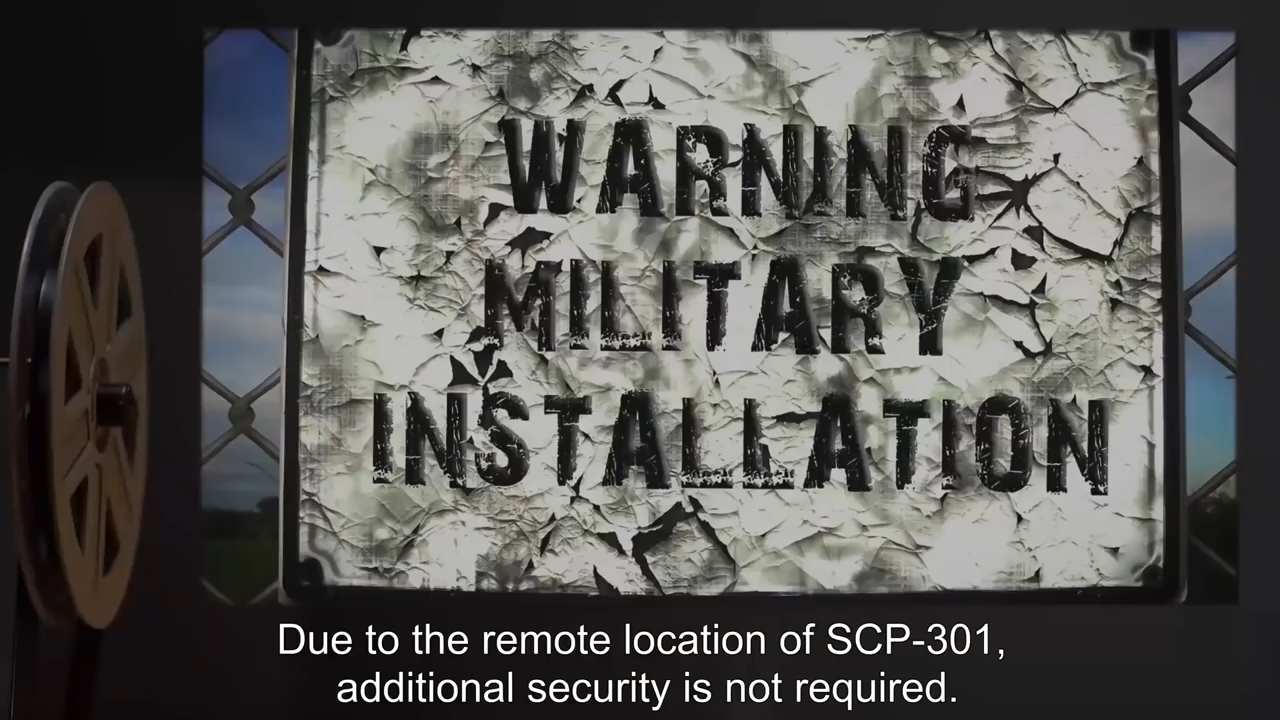 WARNING
MILITARY
INSTALLATION
Due to the remote location of SCP-301,
additional security is not required.